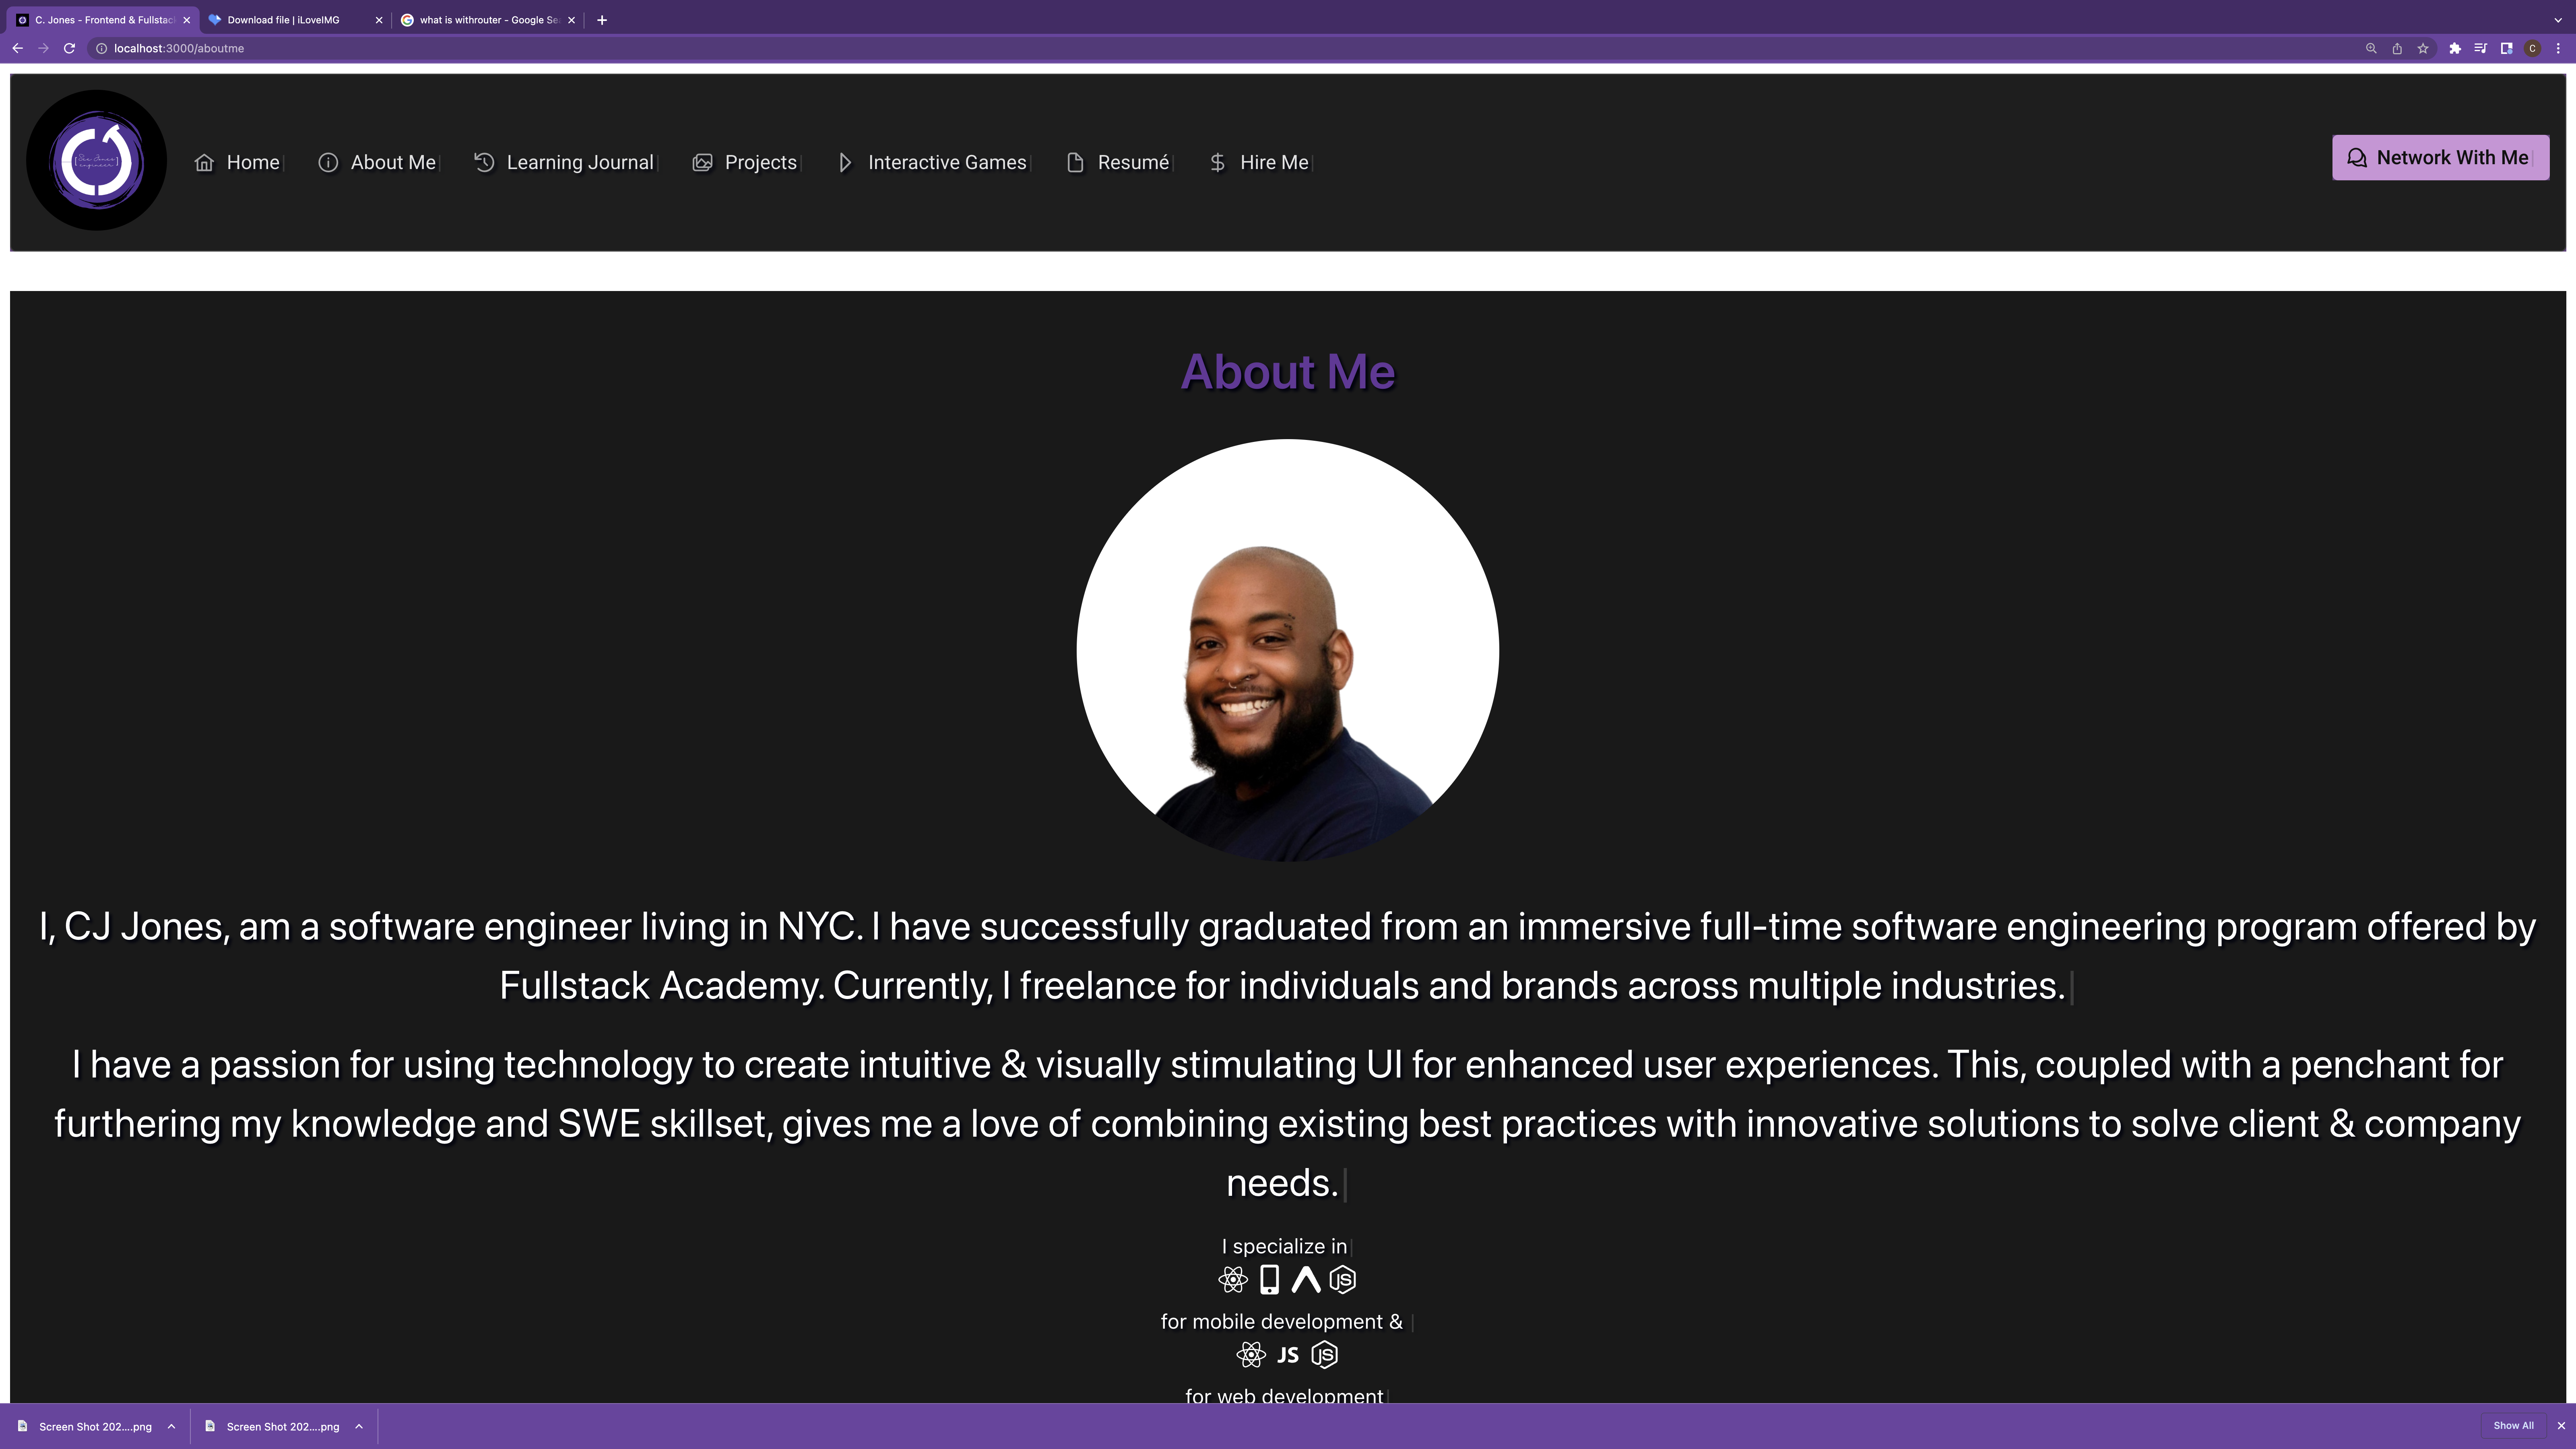 C. Jones - Frontend & Fullstac
Download file | iLoveIMG
what is withrouter - Google Se
localhost:3000/aboutme
C
Home
About Me
Learning Journal
Projects
Interactive Games
Resumé
Hire Me
Network With Me
About Me
I, CJ Jones, am a software engineer living in NYC. I have successfully graduated from an immersive full-time software engineering program offered by
Fullstack Academy. Currently, I freelance for individuals and brands across multiple industries.
I have a passion for using technology to create intuitive & visually stimulating UI for enhanced user experiences. This, coupled with a penchant for
furthering my knowledge and SWE skillset, gives me a love of combining existing best practices with innovative solutions to solve client & company
needs.
I specialize in
JS
for mobile development &
JS JS
for web development
Screen Shot 202....png
Screen Shot 202....png
Show All